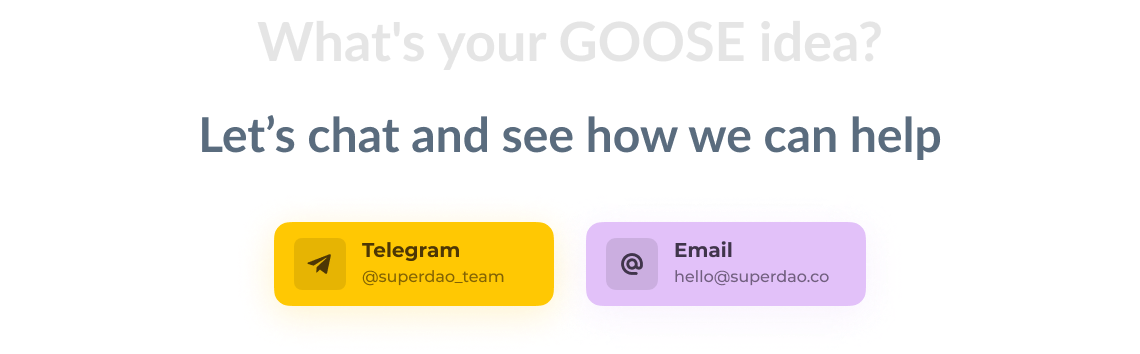 What's your GOOSE idea?
Let’s chat and see how we can help
Telegram
@superdao_team
Email
hello@superdao.co